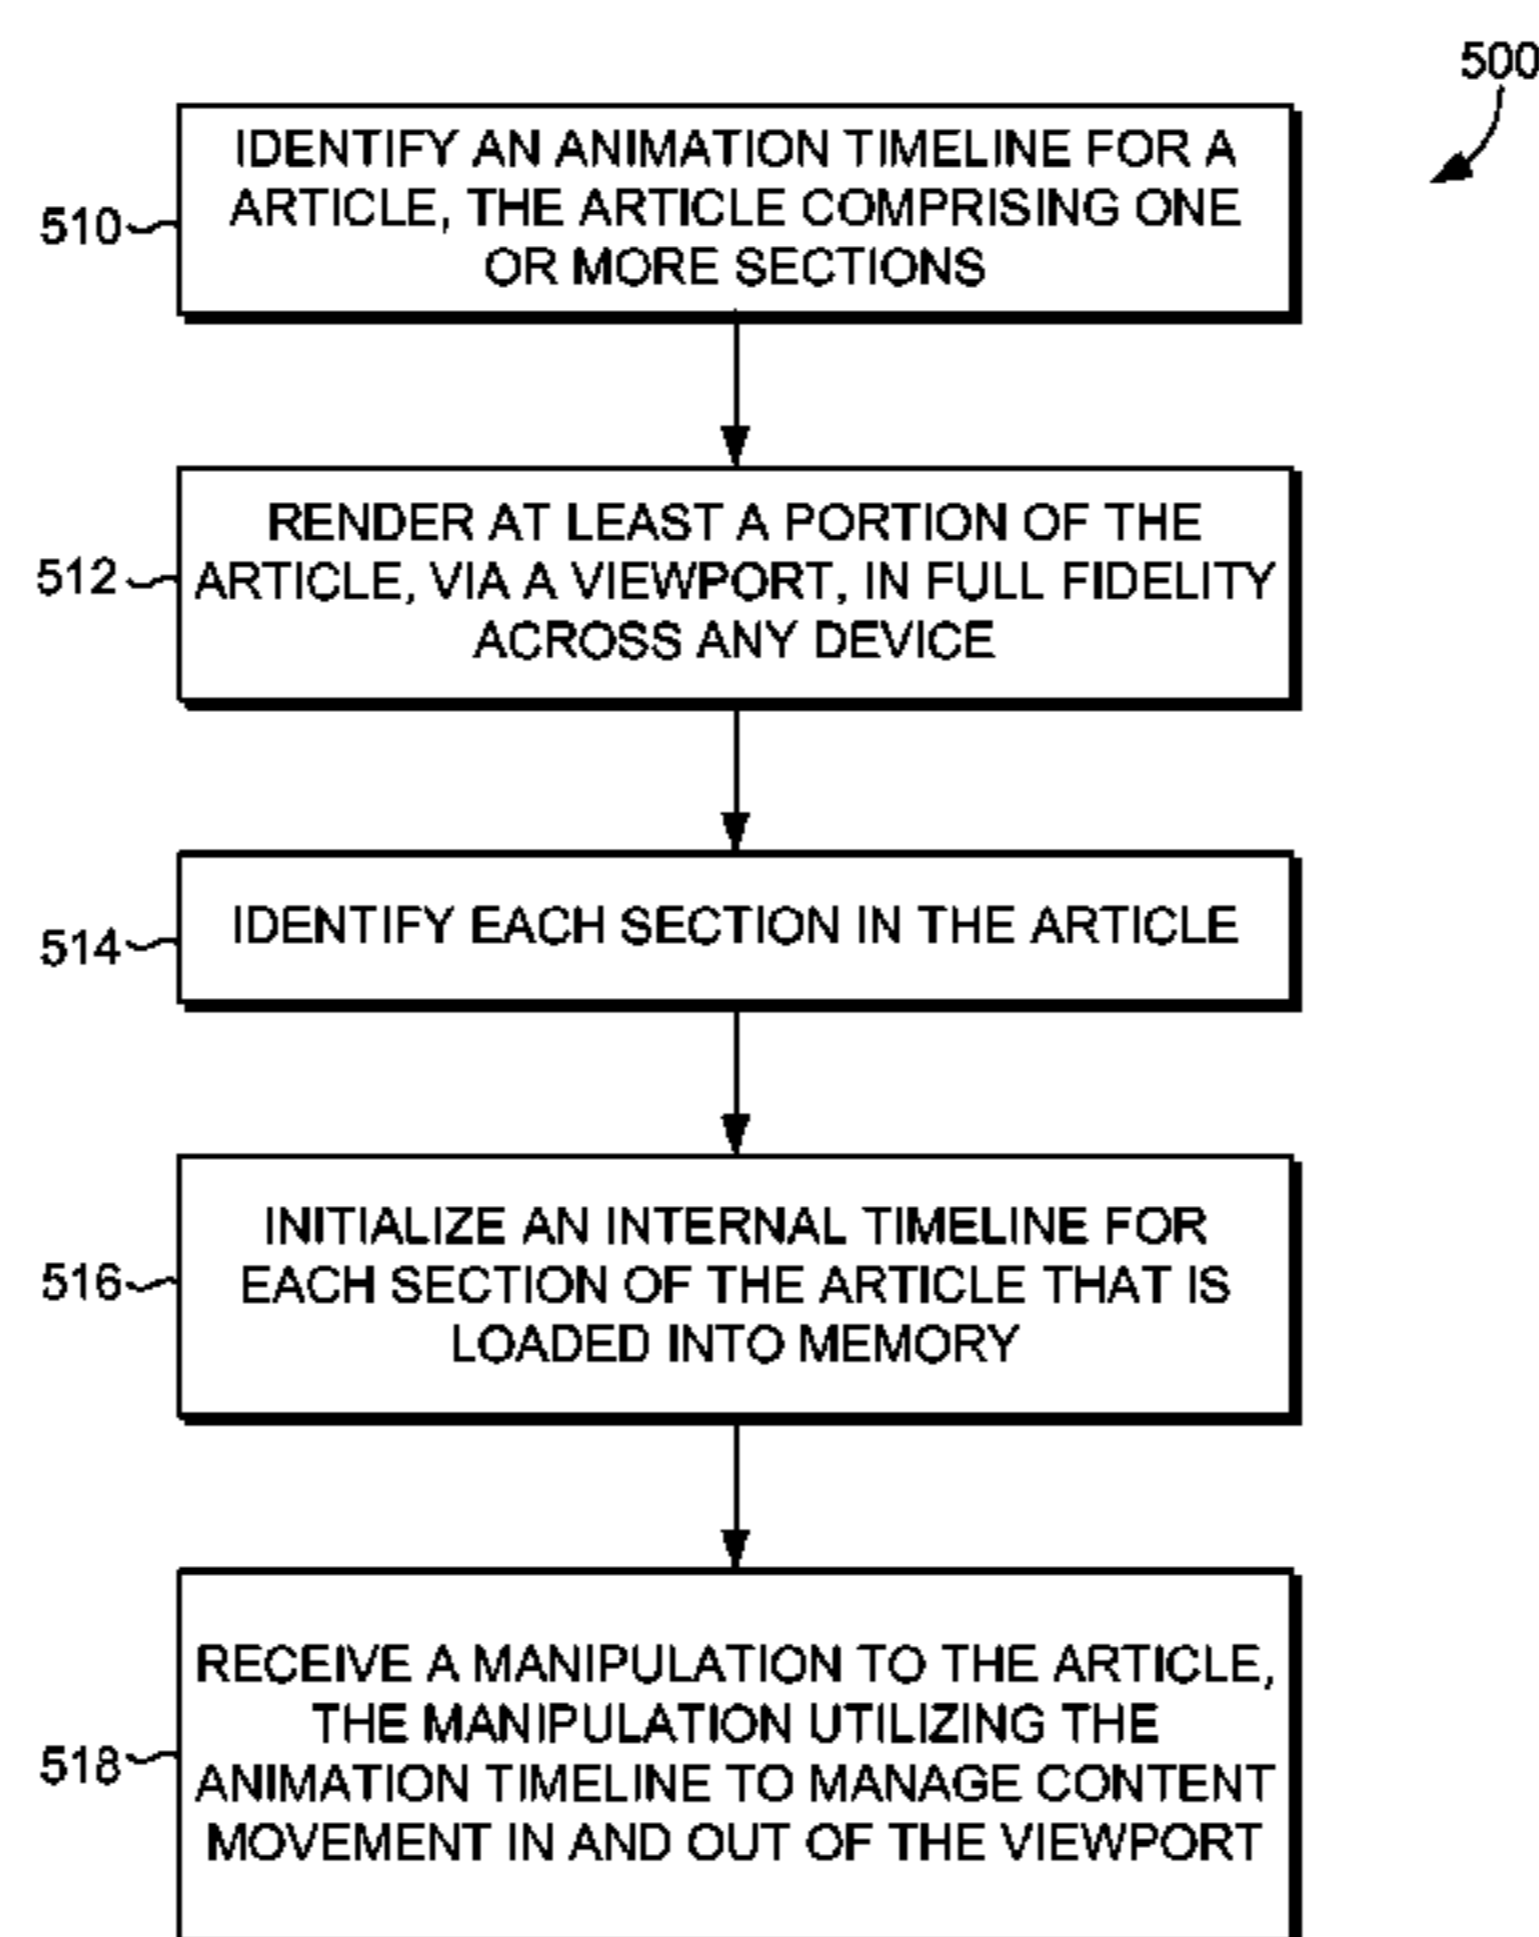 500
IDENTIFY AN ANIMATION TIMELINE FOR A
ARTICLE, THE ARTICLE COMPRISING ONE
OR MORE SECTIONS
510
RENDER AT LEAST A PORTION OF THE
ARTICLE, VIA A VIEWPORT, IN FULL FIDELITY
ACROSS ANY DEVICE
512
IDENTIFY EACH SECTION IN THE ARTICLE
514
INITIALIZE AN INTERNAL TIMELINE FOR
EACH SECTION OF THE ARTICLE THAT IS
LOADED INTO MEMORY
516
RECEIVE A MANIPULATION TO THE ARTICLE,
THE MANIPULATION UTILIZING THE
ANIMATION TIMELINE TO MANAGE CONTENT
MOVEMENT IN AND OUT OF THE VIEWPORT
518